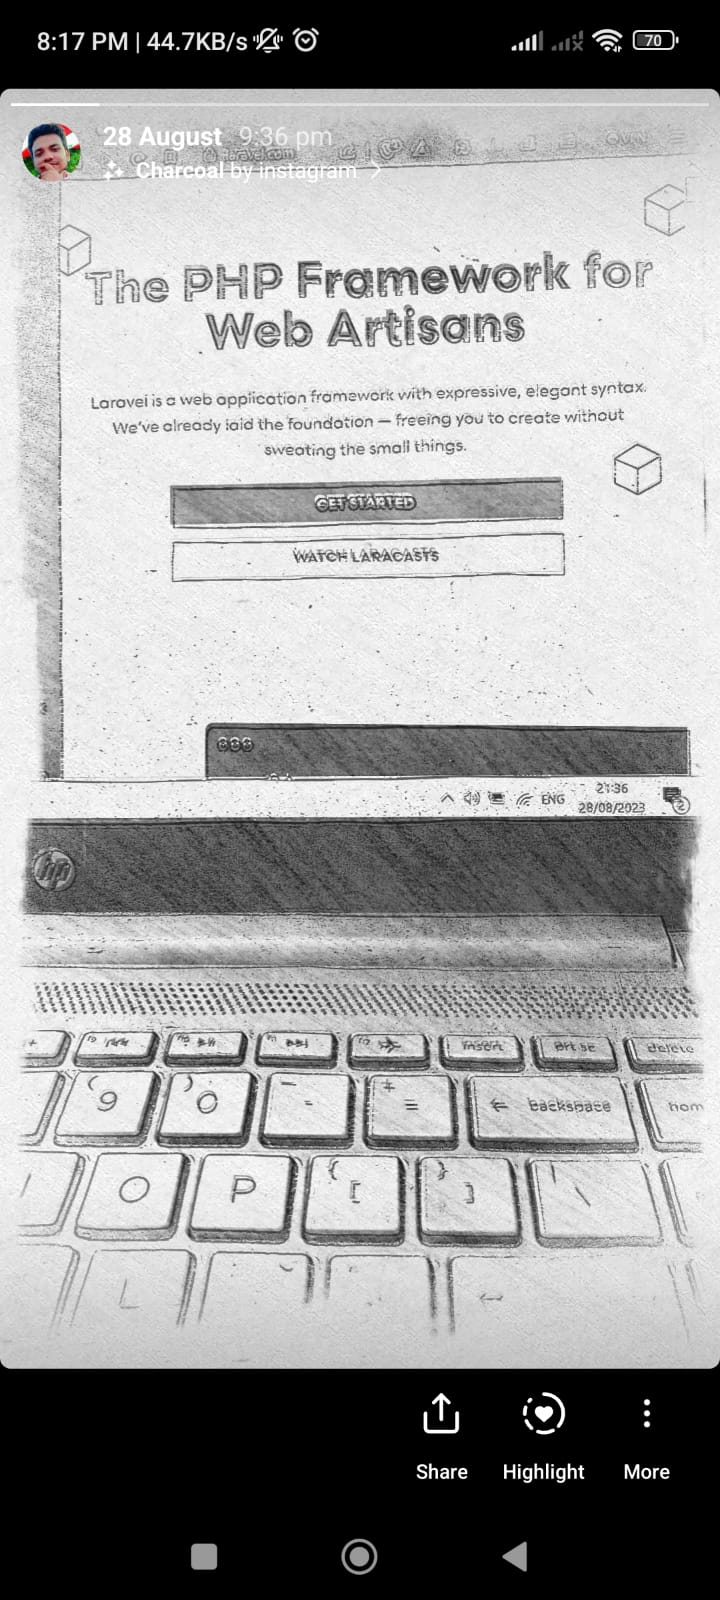 8:17 PM | 44.7KB/s
70
28 August 9:36 pm
Charcoal by instagram
laravel.com
The PHP Framework for
Web Artisans
Laravel is a web application framework with expressive, elegant syntax.
We've already laid the foundation — freeing you to create without
sweating the small things.
GET STARTED
WATCH LARACASTS
ENG
21:36
28/08/2023
2
hp
insert
prt sc
delete
( 9
) 0
_ -
+ =
← backspace
hom
O
P
{ [
} ]
| \
L
Share
Highlight
More